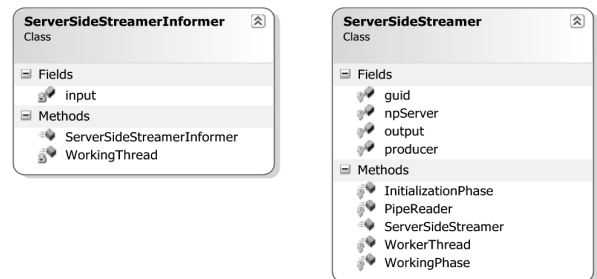 ServerSideStreamerInformer
Class
Fields
input
Methods
ServerSideStreamerInformer
WorkingThread
ServerSideStreamer
Class
Fields
guid
npServer
output
producer
Methods
InitializationPhase
PipeReader
ServerSideStreamer
WorkerThread
WorkingPhase